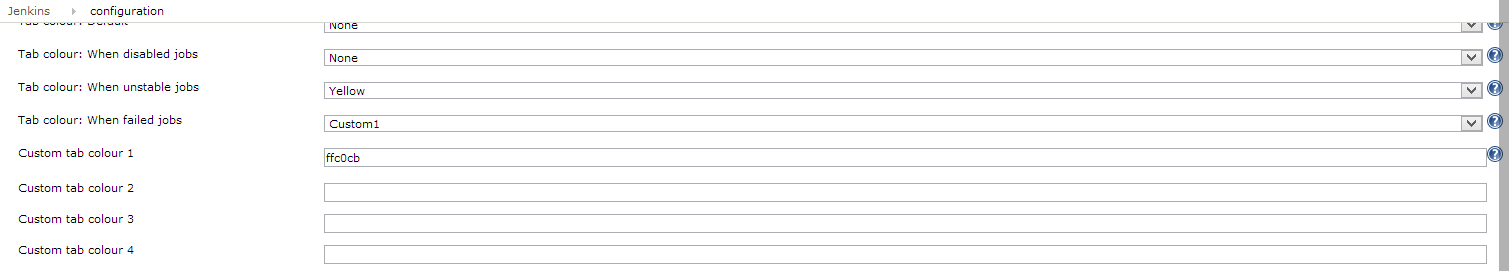 Jenkins configuration
Tab colour: Default None
Tab colour: When disabled jobs None
Tab colour: When unstable jobs Yellow
Tab colour: When failed jobs Custom1
Custom tab colour 1 ffc0cb
Custom tab colour 2
Custom tab colour 3
Custom tab colour 4